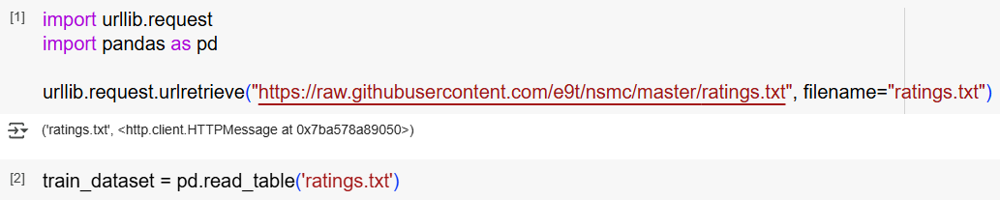 [1] import urllib.request
import pandas as pd
urllib.request.urlretrieve("https://raw.githubusercontent.com/e9t/nsmc/master/ratings.txt", filename="ratings.txt")
('ratings.txt', <http.client.HTTPMessage at 0x7ba578a89050>)
[2] train_dataset = pd.read_table('ratings.txt')